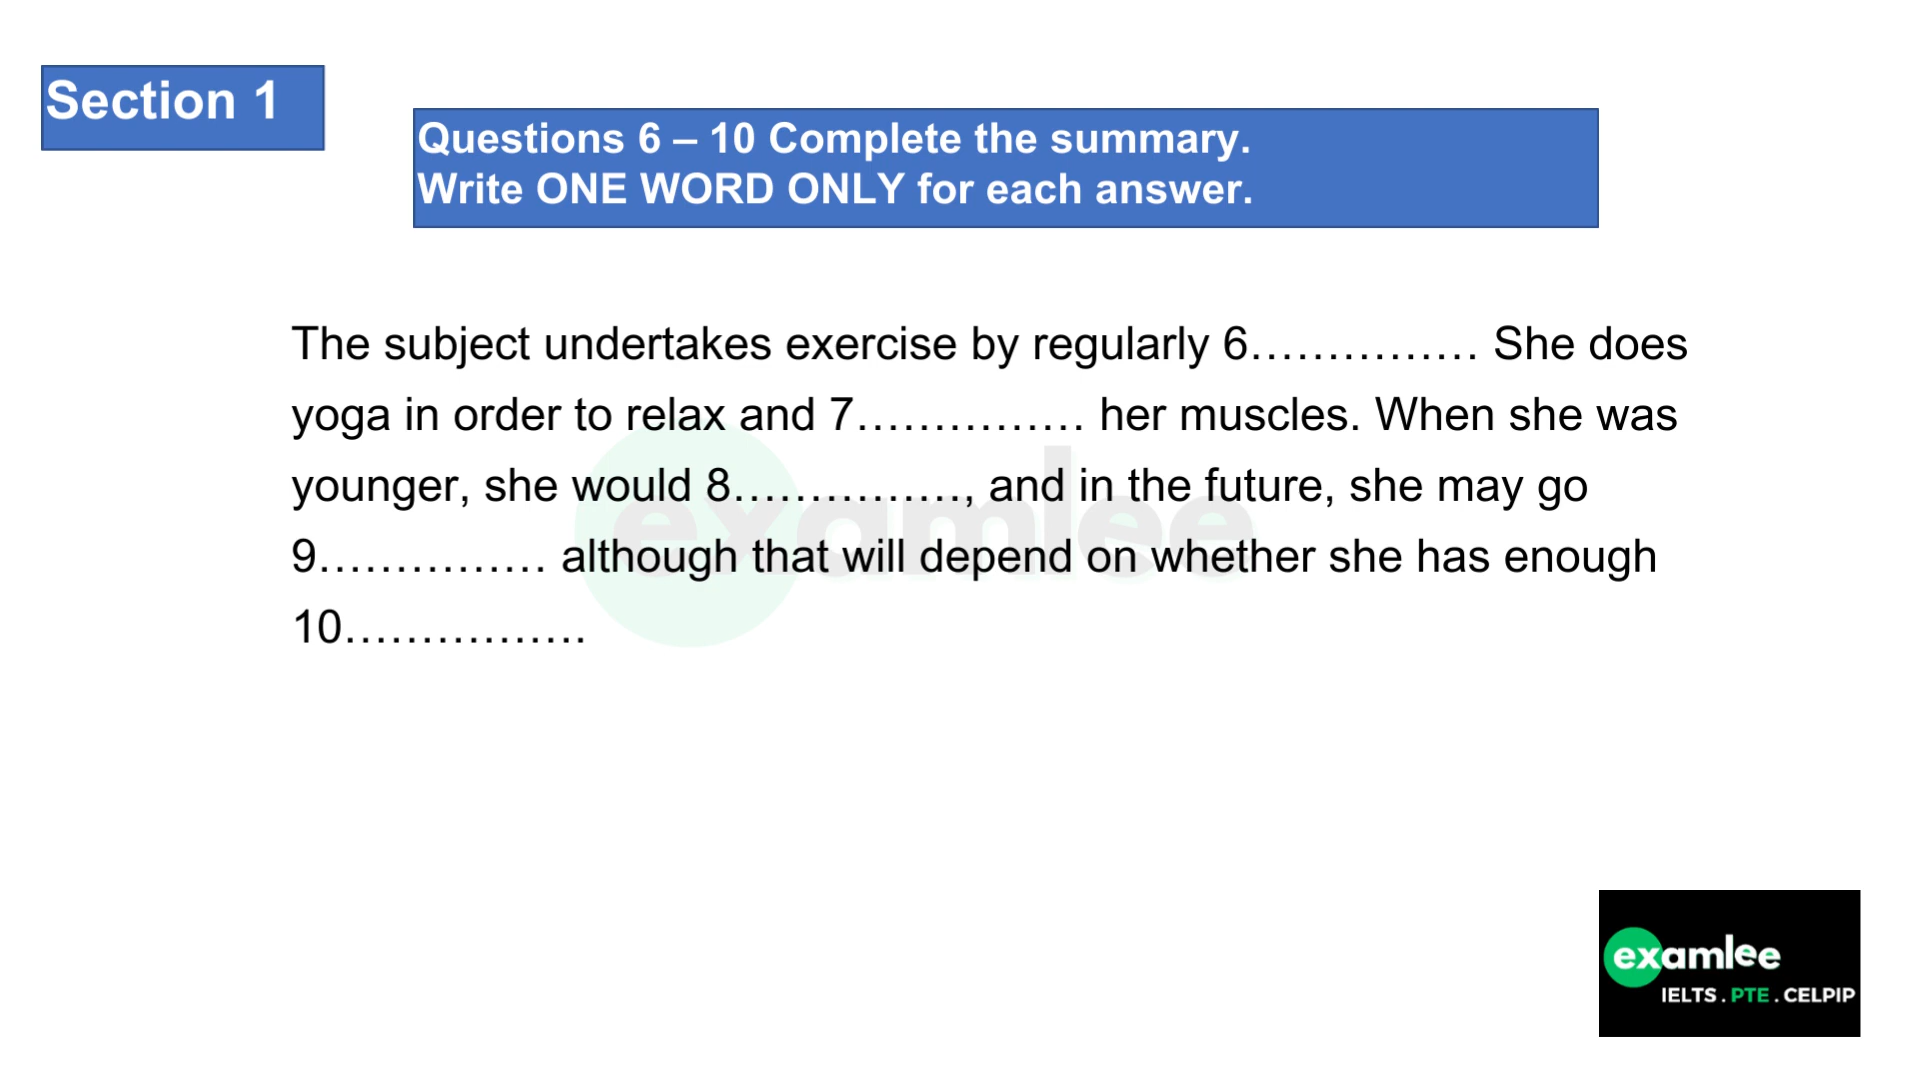 Section 1
Questions 6 – 10 Complete the summary.
Write ONE WORD ONLY for each answer.
The subject undertakes exercise by regularly 6…………… She does
yoga in order to relax and 7…………… her muscles. When she was
younger, she would 8……………, and in the future, she may go
9…………… although that will depend on whether she has enough
10…………….
examlee
examlee
IELTS . PTE . CELPIP